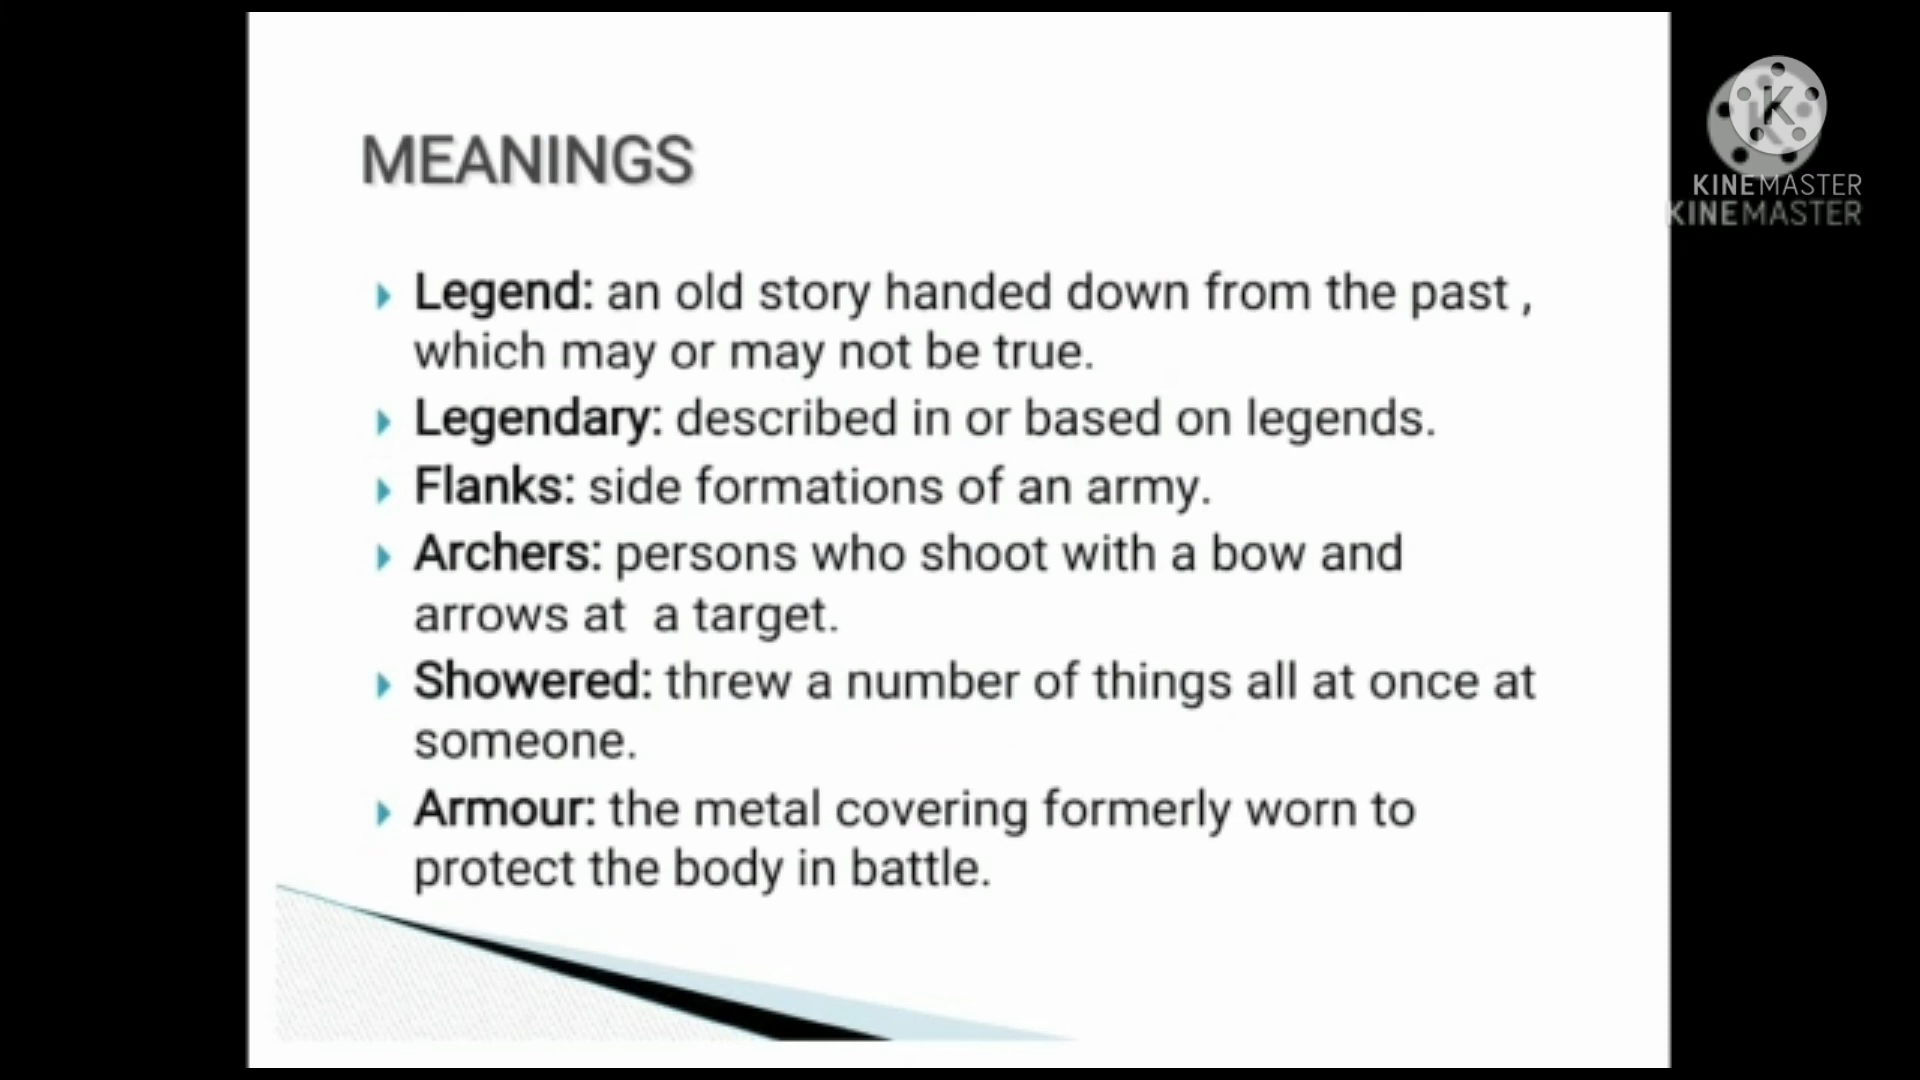 MEANINGS
Legend: an old story handed down from the past ,
which may or may not be true.
Legendary: described in or based on legends.
Flanks: side formations of an army.
Archers: persons who shoot with a bow and
arrows at  a target.
Showered: threw a number of things all at once at
someone.
Armour: the metal covering formerly worn to
protect the body in battle.
K
KINEMASTER
KINEMASTER